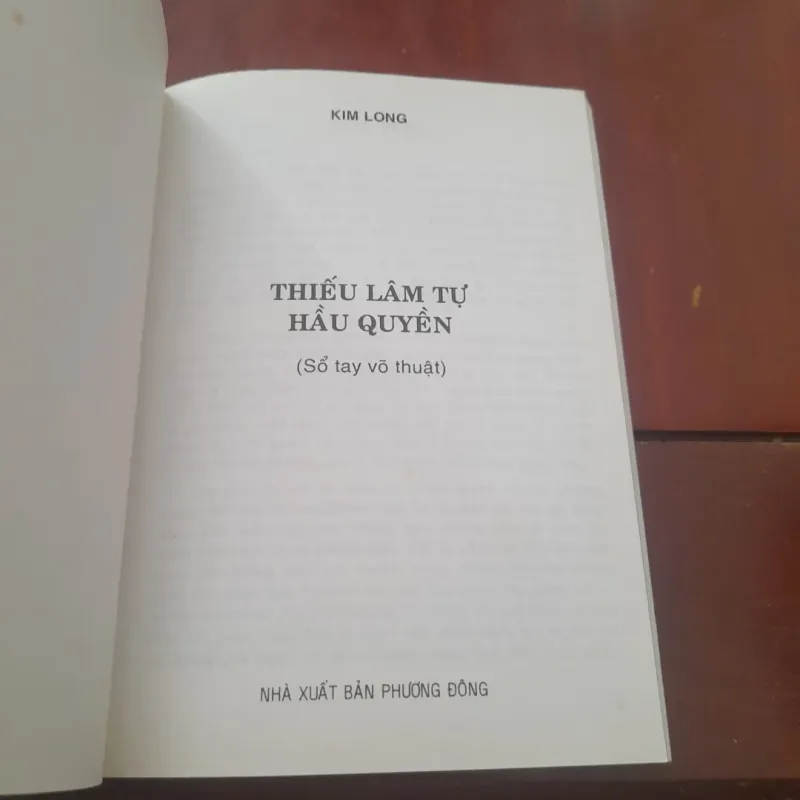 KIM LONG
THIẾU LÂM TỰ
HẦU QUYỀN
(Sổ tay võ thuật)
NHÀ XUẤT BẢN PHƯƠNG ĐÔNG